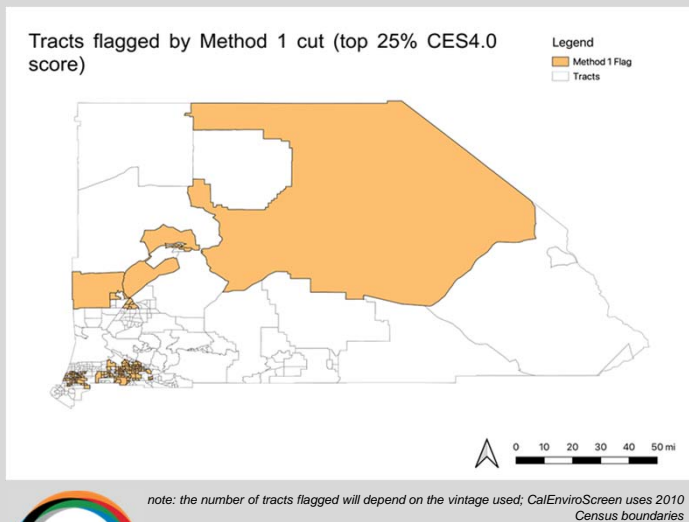 Tracts flagged by Method 1 cut (top 25% CES4.0
score)
Legend
Method 1 Flag
Tracts
0 10 20 30 40 50 mi
note: the number of tracts flagged will depend on the vintage used; CalEnviroScreen uses 2010
Census boundaries